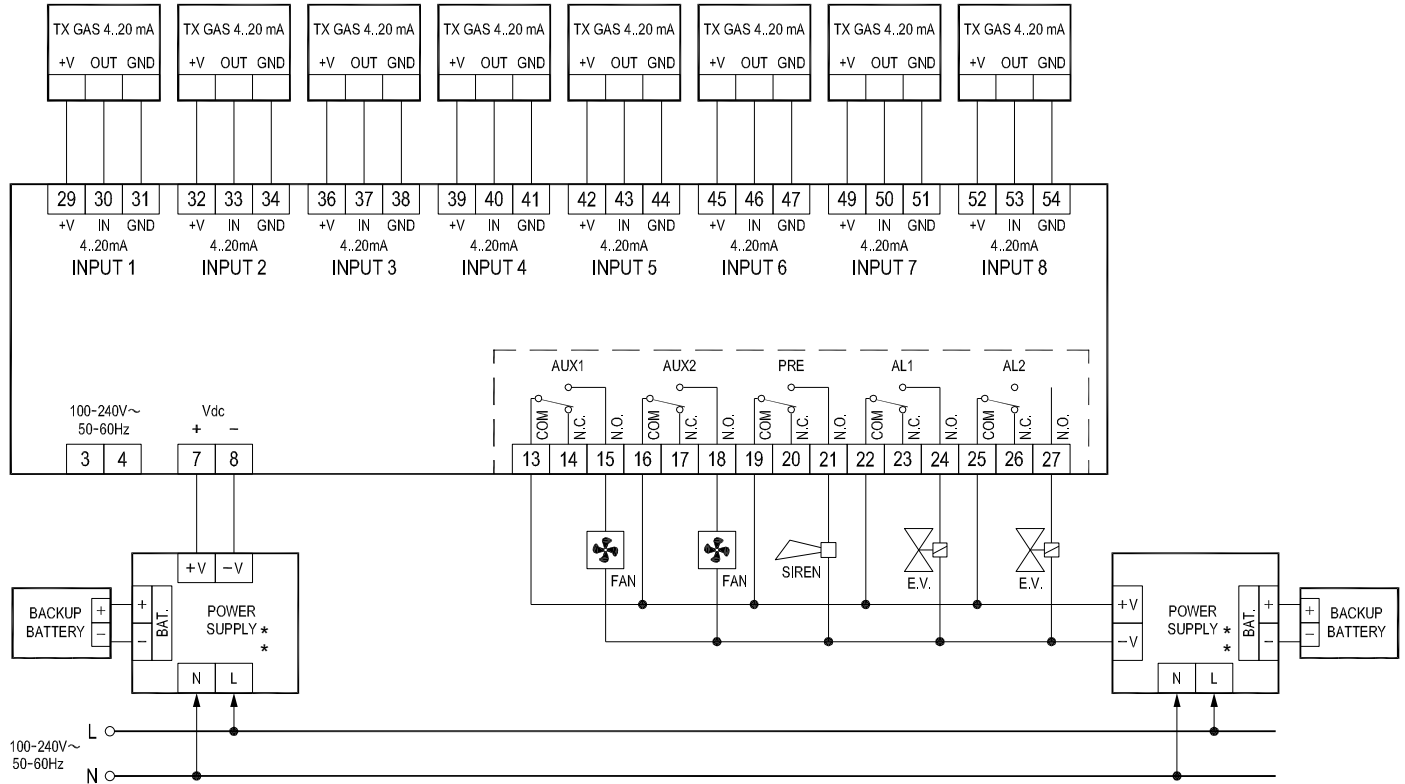 TX GAS 4..20 mA TX GAS 4..20 mA TX GAS 4..20 mA TX GAS 4..20 mA TX GAS 4..20 mA TX GAS 4..20 mA TX GAS 4..20 mA TX GAS 4..20 mA
+V OUT GND +V OUT GND +V OUT GND +V OUT GND +V OUT GND +V OUT GND +V OUT GND +V OUT GND
29 30 31 32 33 34 36 37 38 39 40 41 42 43 44 45 46 47 49 50 51 52 53 54
+V IN GND +V IN GND +V IN GND +V IN GND +V IN GND +V IN GND +V IN GND +V IN GND
4..20mA 4..20mA 4..20mA 4..20mA 4..20mA 4..20mA 4..20mA 4..20mA
INPUT 1 INPUT 2 INPUT 3 INPUT 4 INPUT 5 INPUT 6 INPUT 7 INPUT 8
AUX1 AUX2 PRE AL1 AL2
COM N.C. N.O. COM N.C. N.O. COM N.C. N.O. COM N.C. N.O. COM N.C. N.O.
100-240V~ Vdc
50-60Hz + −
3 4 7 8 13 14 15 16 17 18 19 20 21 22 23 24 25 26 27
FAN FAN SIREN E.V. E.V.
+V −V
BACKUP
BATTERY
+
−
+
−
BAT.
POWER
SUPPLY *
*
N L
+V
−V
POWER
SUPPLY *
*
BAT.
+
−
+
−
BACKUP
BATTERY
N L
L
100-240V~
50-60Hz
N